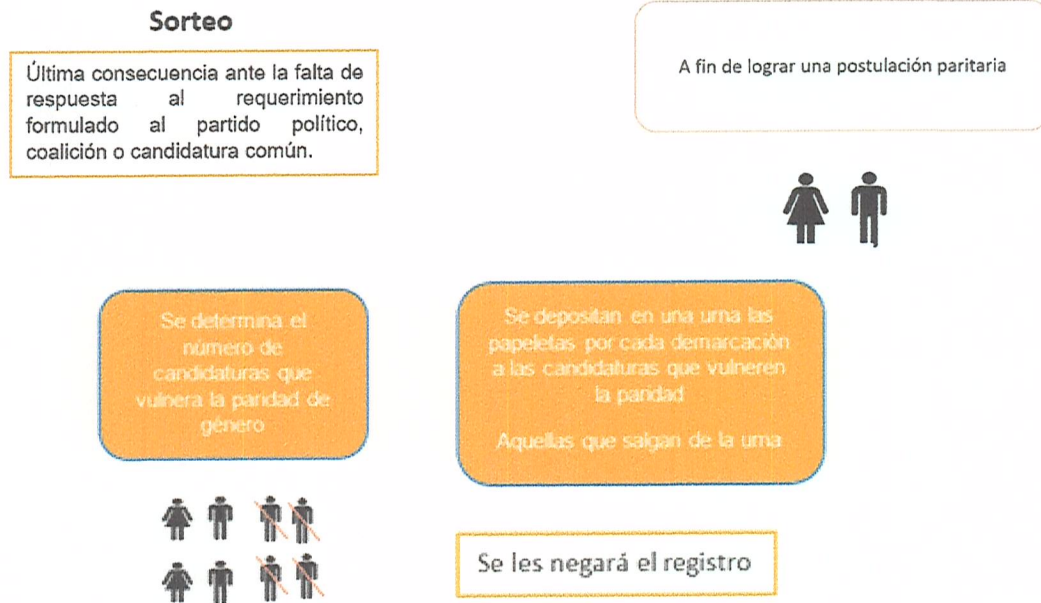 Sorteo
Última consecuencia ante la falta de
respuesta al requerimiento
formulado al partido político,
coalición o candidatura común.
A fin de lograr una postulación paritaria
Se determina el
número de
candidaturas que
vulnera la paridad de
género
Se depositan en una urna las
papeletas por cada demarcación
a las candidaturas que vulneren
la paridad
Aquellas que salgan de la urna
Se les negará el registro